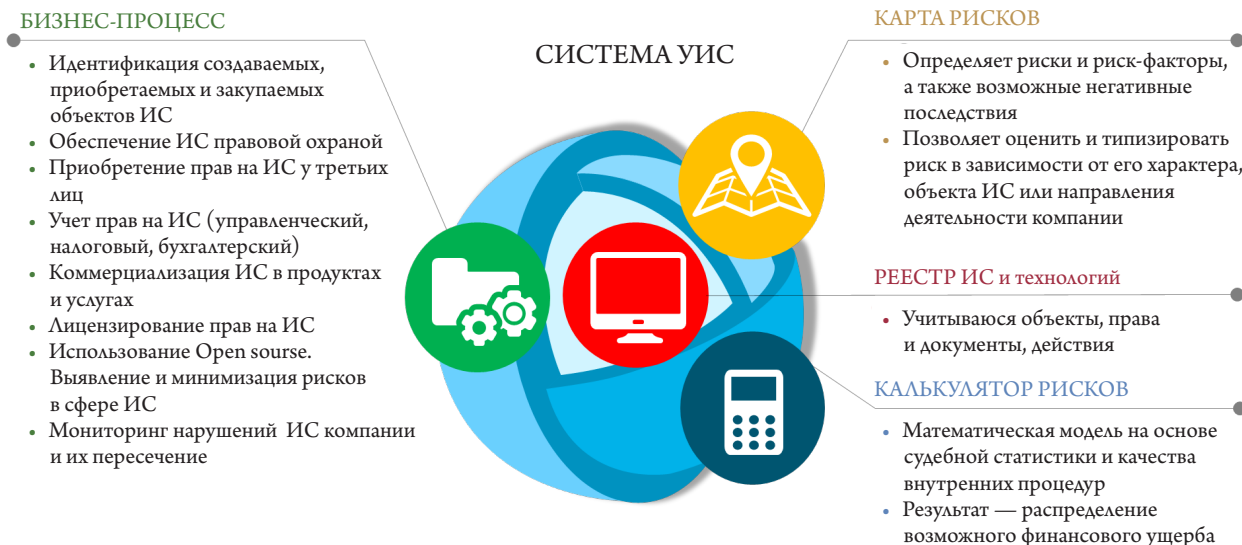 БИЗНЕС-ПРОЦЕСС
• Идентификация создаваемых,
приобретаемых и закупаемых
объектов ИС
• Обеспечение ИС правовой охраной
• Приобретение прав на ИС у третьих
лиц
• Учет прав на ИС (управленческий,
налоговый, бухгалтерский)
• Коммерциализация ИС в продуктах
и услугах
• Лицензирование прав на ИС
• Использование Open sourse.
Выявление и минимизация рисков
в сфере ИС
• Мониторинг нарушений ИС компании
и их пересечение
СИСТЕМА УИС
КАРТА РИСКОВ
• Определяет риски и риск-факторы,
а также возможные негативные
последствия
• Позволяет оценить и типизировать
риск в зависимости от его характера,
объекта ИС или направления
деятельности компании
РЕЕСТР ИС и технологий
• Учитываюся объекты, права
и документы, действия
КАЛЬКУЛЯТОР РИСКОВ
• Математическая модель на основе
судебной статистики и качества
внутренних процедур
• Результат — распределение
возможного финансового ущерба